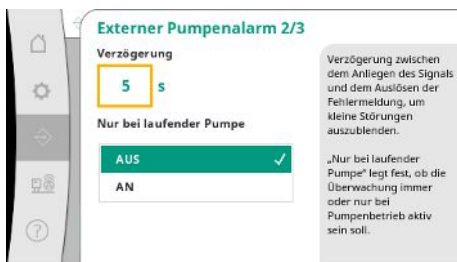 Externer Pumpenalarm 2/3
Verzögerung
5 s
Nur bei laufender Pumpe
AUS
AN
Verzögerung zwischen
dem Anliegen des Signals
und dem Auslösen der
Fehlermeldung, um
kleine Störungen
auszublenden.
„Nur bei laufender
Pumpe" legt fest, ob die
Überwachung immer
oder nur bei
Pumpenbetrieb aktiv
sein soll.